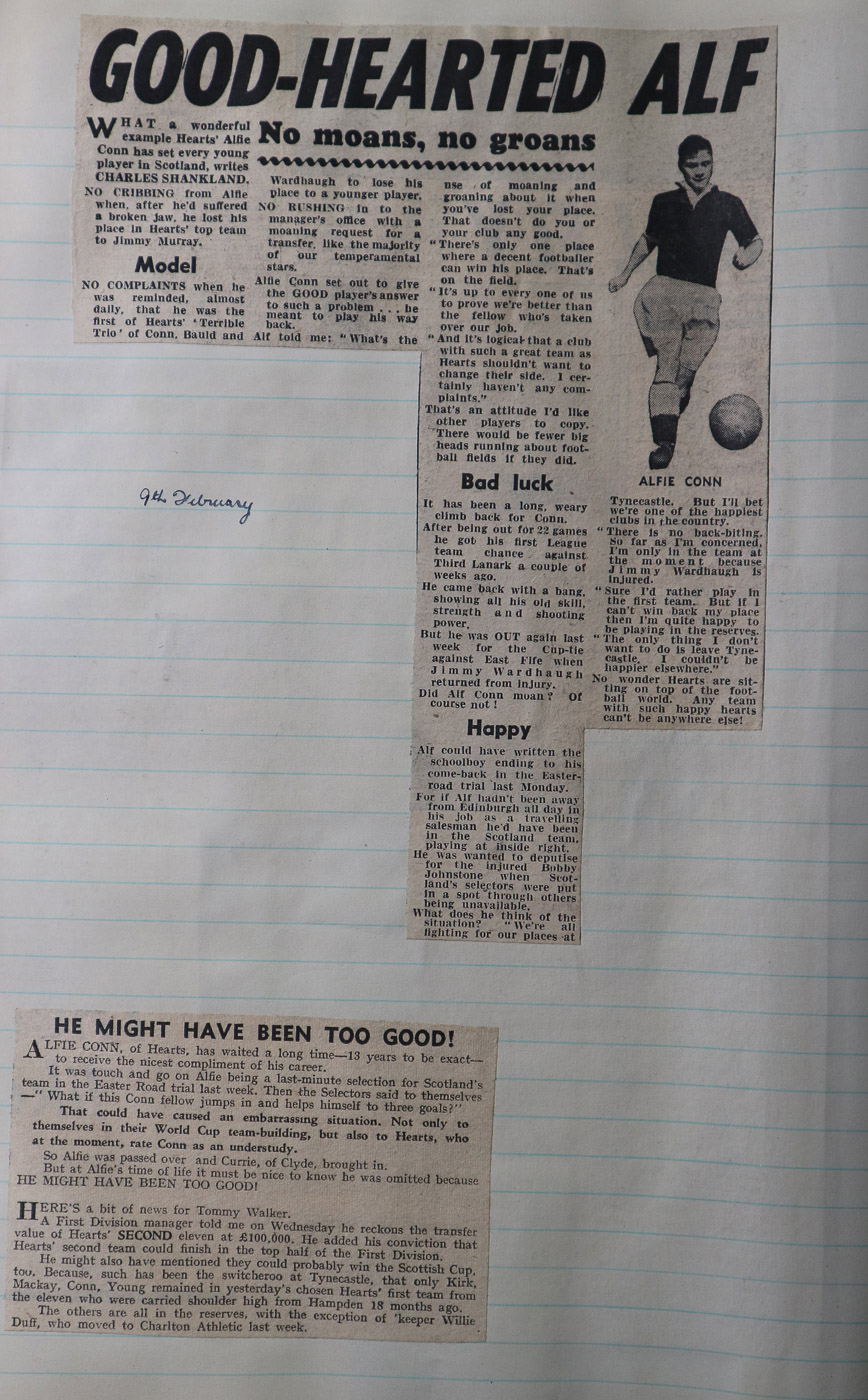 GOOD-HEARTED ALF
No moans, no groans
WHAT a wonderful
example Hearts' Alfie
Conn has set every young
player in Scotland, writes
CHARLES SHANKLAND.
NO CRIBBING from Alfie
when, after he'd suffered
a broken jaw, he lost his
place in Hearts' top team
to Jimmy Murray.
Model
NO COMPLAINTS when he
was reminded, almost
daily, that he was the
first of Hearts' 'Terrible
Trio' of Conn, Bauld and
Wardhaugh to lose his
place to a younger player.
NO RUSHING in to the
manager's office with a
moaning request for a
transfer, like the majority
of our temperamental
stars.
Alfie Conn set out to give
the GOOD player's answer
to such a problem . . . he
meant to play his way
back.
Alf told me: "What's the
use of moaning and
groaning about it when
you've lost your place.
That doesn't do you or
your club any good.
"There's only one place
where a decent footballer
can win his place. That's
on the field.
"It's up to every one of us
to prove we're better than
the fellow who's taken
over our job.
"And it's logical that a club
with such a great team as
Hearts shouldn't want to
change their side. I cer-
tainly haven't any com-
plaints."
That's an attitude I'd like
other players to copy.
There would be fewer big
heads running about foot-
ball fields if they did.
Bad luck
It has been a long, weary
climb back for Conn.
After being out for 22 games
he got his first League
team chance against
Third Lanark a couple of
weeks ago.
He came back with a bang,
showing all his old skill,
strength and shooting
power.
But he was OUT again last
week for the Cup-tie
against East Fife when
Jimmy Wardhaugh
returned from injury.
Did Alf Conn moan? Of
course not!
Happy
Alf could have written the
schoolboy ending to his
come-back in the Easter-
road trial last Monday.
For if Alf hadn't been away
from Edinburgh all day in
his job as a travelling
salesman he'd have been
in the Scotland team,
playing at inside right.
He was wanted to deputise
for the injured Bobby
Johnstone when Scot-
land's selectors were put
in a spot through others
being unavailable.
What does he think of the
situation? "We're all
fighting for our places at
ALFIE CONN
Tynecastle. But I'll bet
we're one of the happiest
clubs in the country.
"There is no back-biting.
So far as I'm concerned,
I'm only in the team at
the moment because
Jimmy Wardhaugh is
injured.
"Sure I'd rather play in
the first team. But if I
can't win back my place
then I'm quite happy to
be playing in the reserves.
"The only thing I don't
want to do is leave Tyne-
castle. I couldn't be
happier elsewhere."
No wonder Hearts are sit-
ting on top of the foot-
ball world. Any team
with such happy hearts
can't be anywhere else!
9th February
HE MIGHT HAVE BEEN TOO GOOD!
ALFIE CONN, of Hearts, has waited a long time—13 years to be exact—
to receive the nicest compliment of his career.
It was touch and go on Alfie being a last-minute selection for Scotland's
team in the Easter Road trial last week. Then the Selectors said to themselves
—"What if this Conn fellow jumps in and helps himself to three goals?"
That could have caused an embarrassing situation. Not only to
themselves in their World Cup team-building, but also to Hearts, who
at the moment, rate Conn as an understudy.
So Alfie was passed over and Currie, of Clyde, brought in.
But at Alfie's time of life it must be nice to know he was omitted because
HE MIGHT HAVE BEEN TOO GOOD!
HERE'S a bit of news for Tommy Walker.
A First Division manager told me on Wednesday he reckons the transfer
value of Hearts' SECOND eleven at £100,000. He added his conviction that
Hearts' second team could finish in the top half of the First Division.
He might also have mentioned they could probably win the Scottish Cup,
too. Because, such has been the switcheroo at Tynecastle, that only Kirk,
Mackay, Conn, Young remained in yesterday's chosen Hearts' first team from
the eleven who were carried shoulder high from Hampden 18 months ago.
The others are all in the reserves, with the exception of 'keeper Willie
Duff, who moved to Charlton Athletic last week.